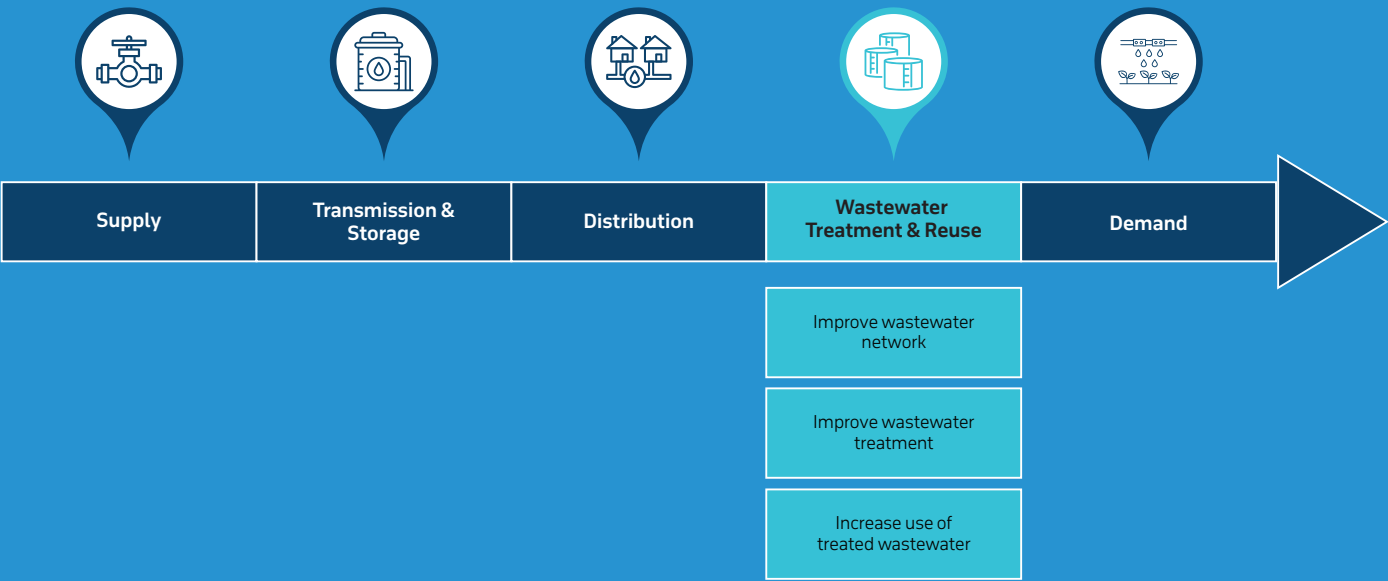 Supply
Transmission &
Storage
Distribution
Wastewater
Treatment & Reuse
Demand
Improve wastewater
network
Improve wastewater
treatment
Increase use of
treated wastewater